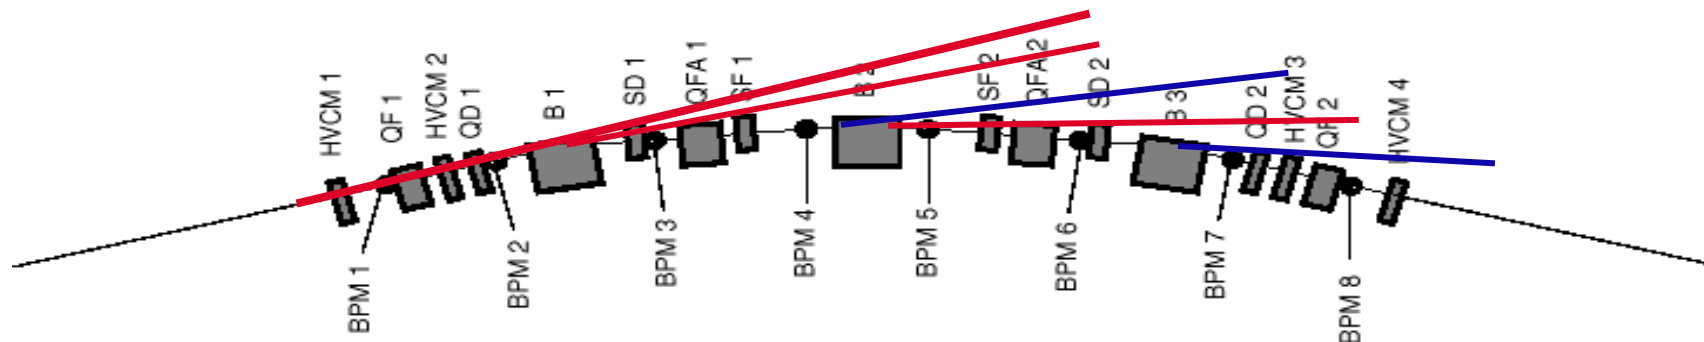 HVCM 1
QF 1
HVCM 2
QD 1
B 1
SD 1
QFA 1
SF 1
B 2
SF 2
QFA 2
SD 2
B 3
QD 2
HVCM 3
QF 2
HVCM 4
BPM 1
BPM 2
BPM 3
BPM 4
BPM 5
BPM 6
BPM 7
BPM 8